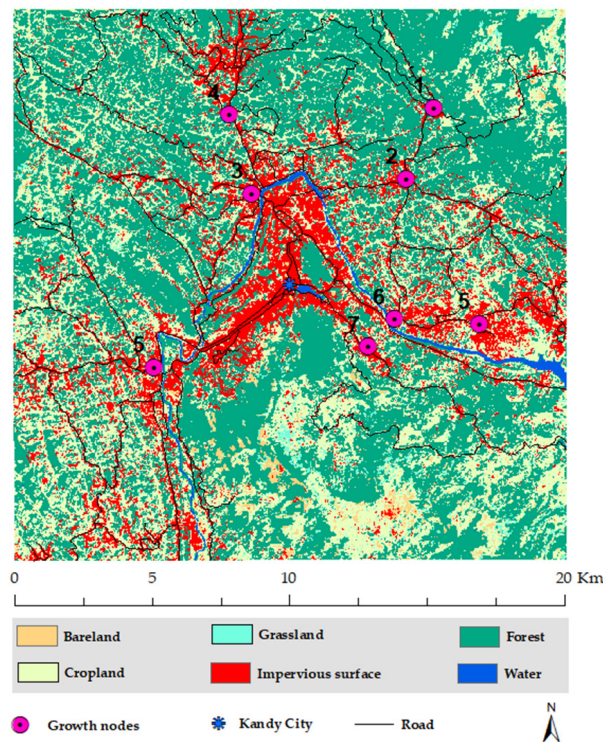 1
4
2
3
6
5
7
5
0 5 10 20 Km
Bareland Grassland Forest
Cropland Impervious surface Water
N
Growth nodes Kandy City Road